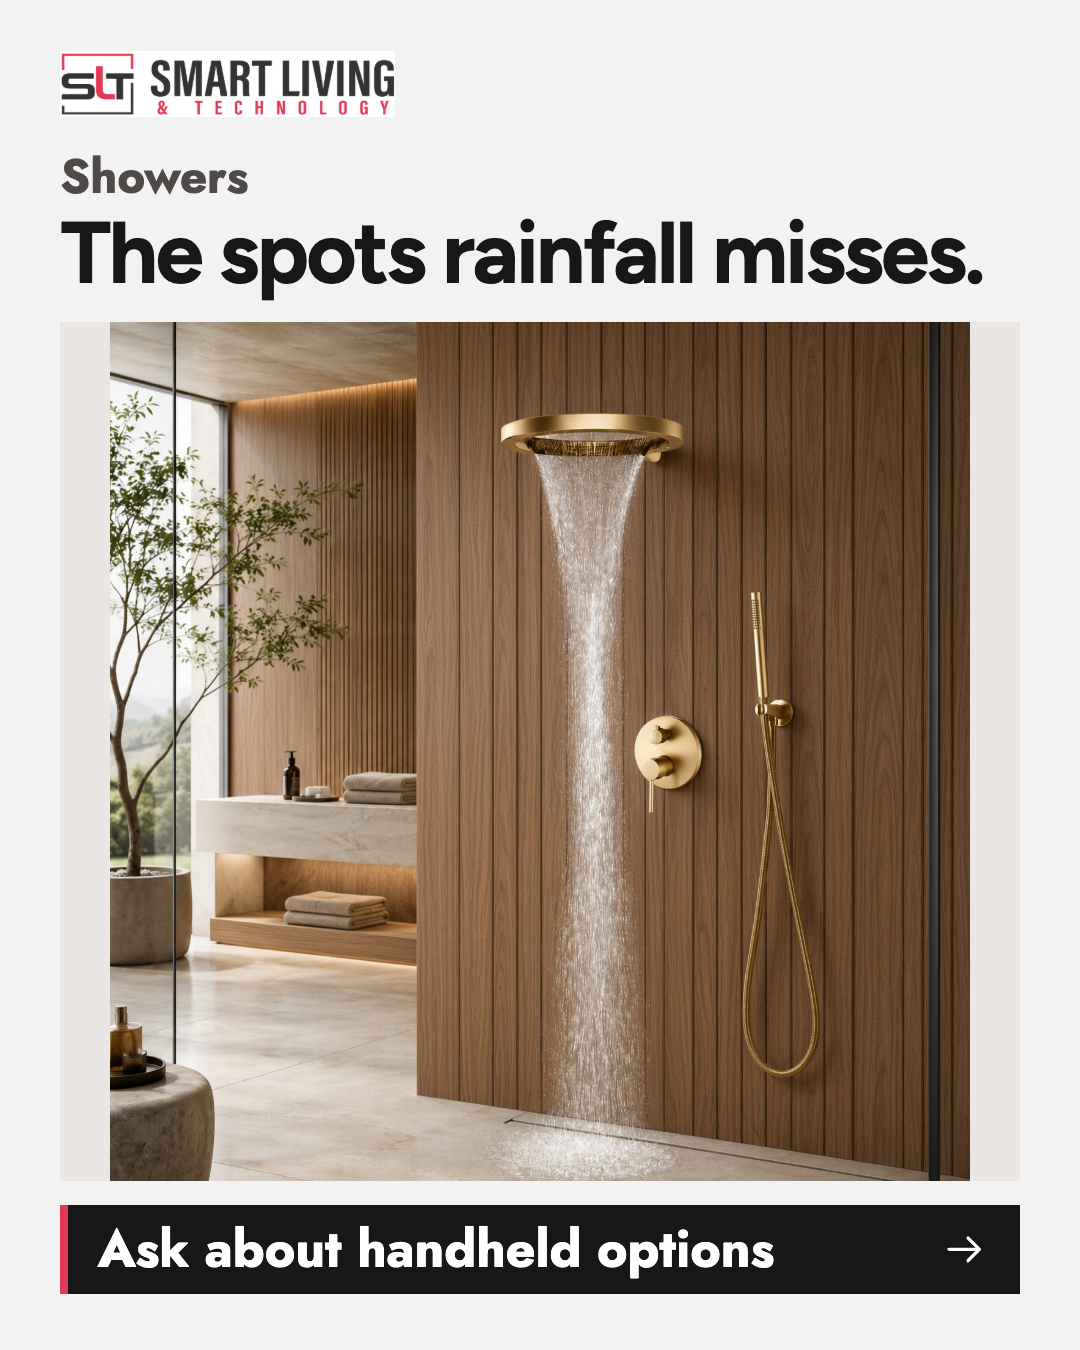 SLT SMART LIVING
& TECHNOLOGY
Showers
The spots rainfall misses.
Ask about handheld options